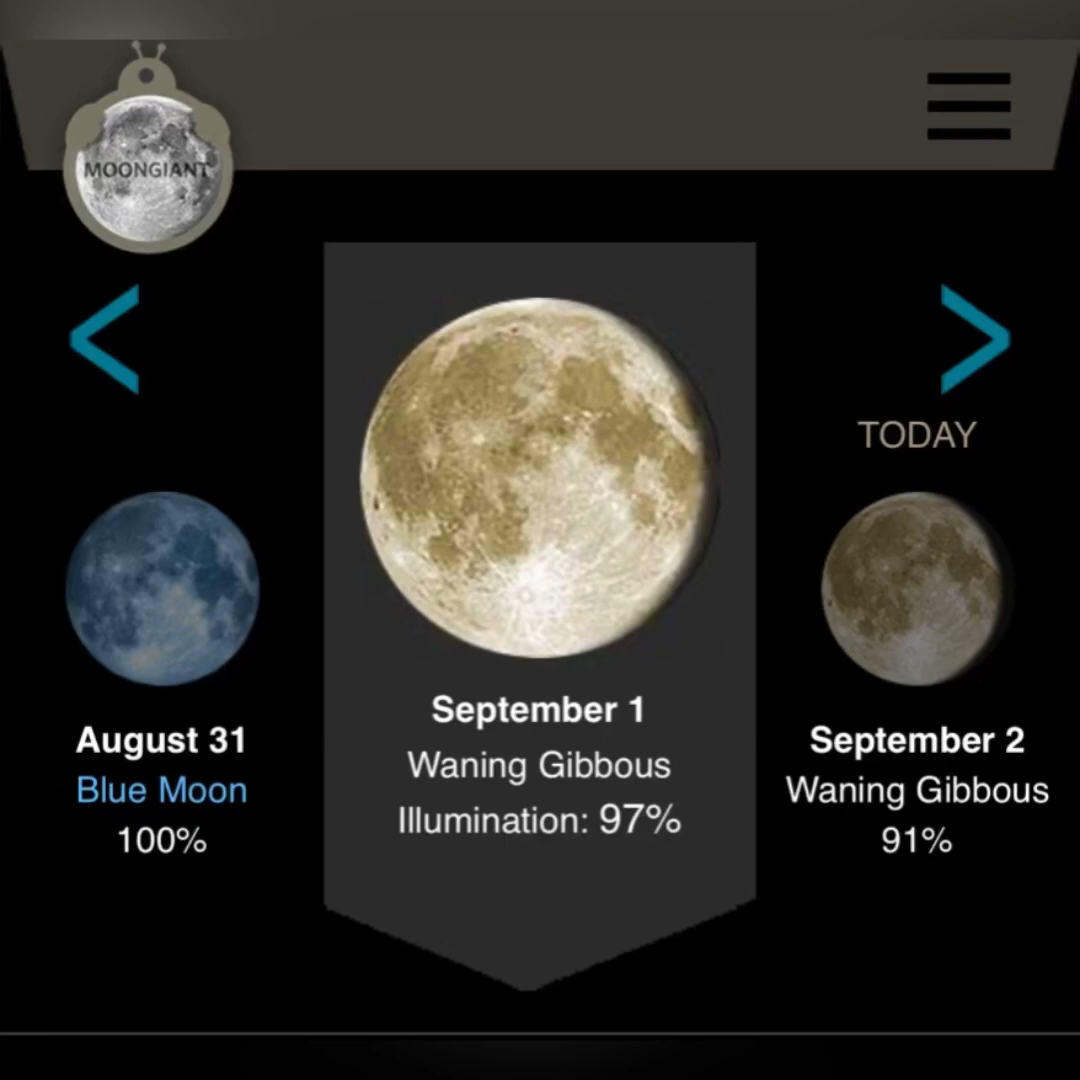 MOONGIANT
TODAY
August 31
Blue Moon
100%
September 1
Waning Gibbous
Illumination: 97%
September 2
Waning Gibbous
91%